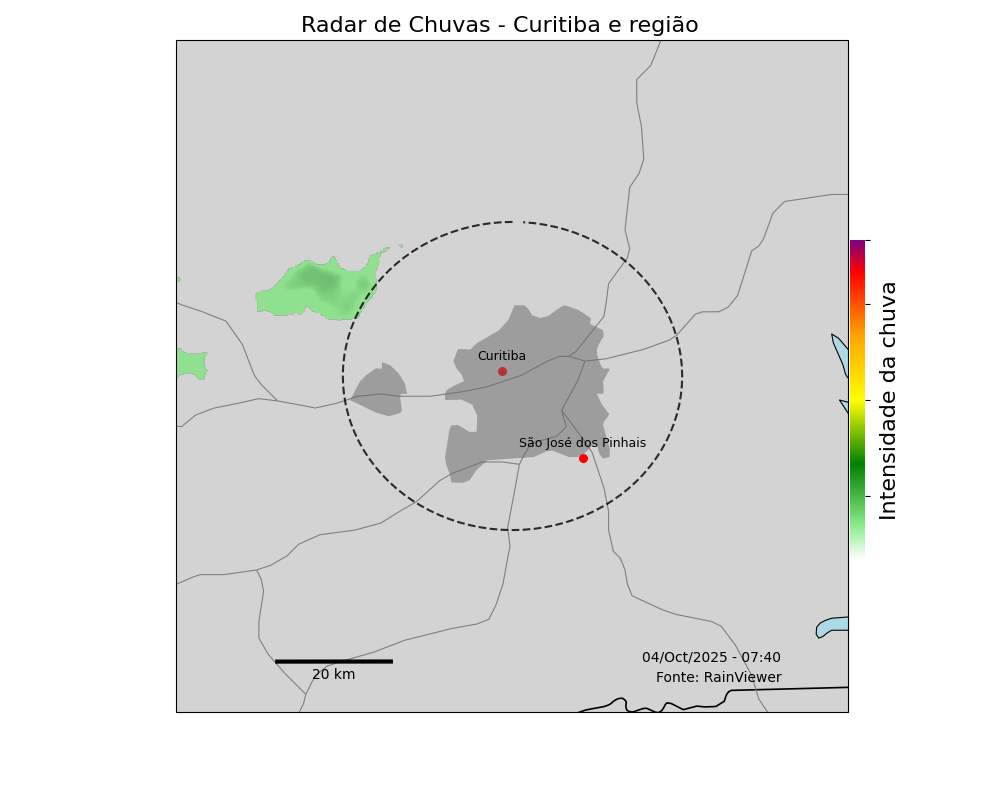 Radar de Chuvas - Curitiba e região
Curitiba
São José dos Pinhais
Intensidade da chuva
04/Oct/2025 - 07:40
20 km
Fonte: RainViewer